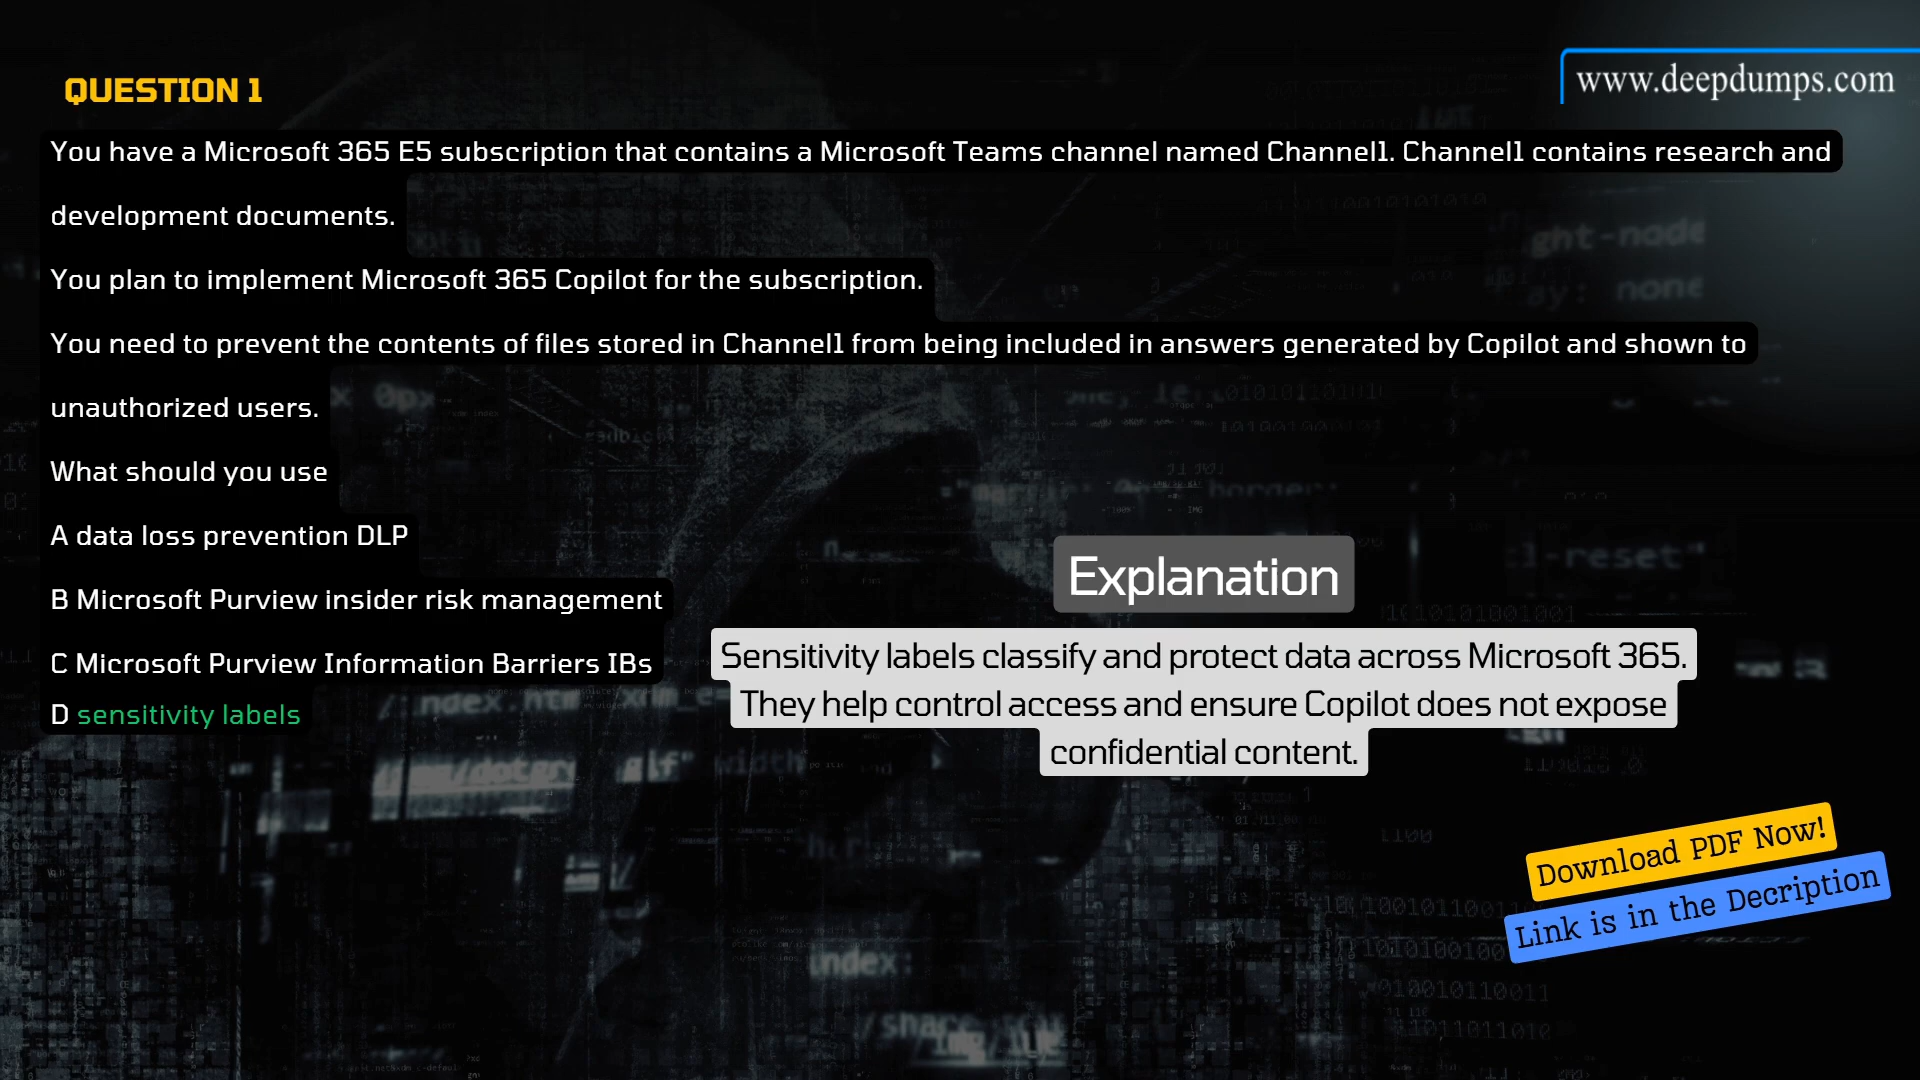 QUESTION 1
www.deepdumps.com
You have a Microsoft 365 E5 subscription that contains a Microsoft Teams channel named Channel1. Channel1 contains research and
development documents.
You plan to implement Microsoft 365 Copilot for the subscription.
You need to prevent the contents of files stored in Channel1 from being included in answers generated by Copilot and shown to
unauthorized users.
What should you use
A data loss prevention DLP
B Microsoft Purview insider risk management
C Microsoft Purview Information Barriers IBs
D sensitivity labels
Explanation
Sensitivity labels classify and protect data across Microsoft 365.
They help control access and ensure Copilot does not expose
confidential content.
Download PDF Now!
Link is in the Decription